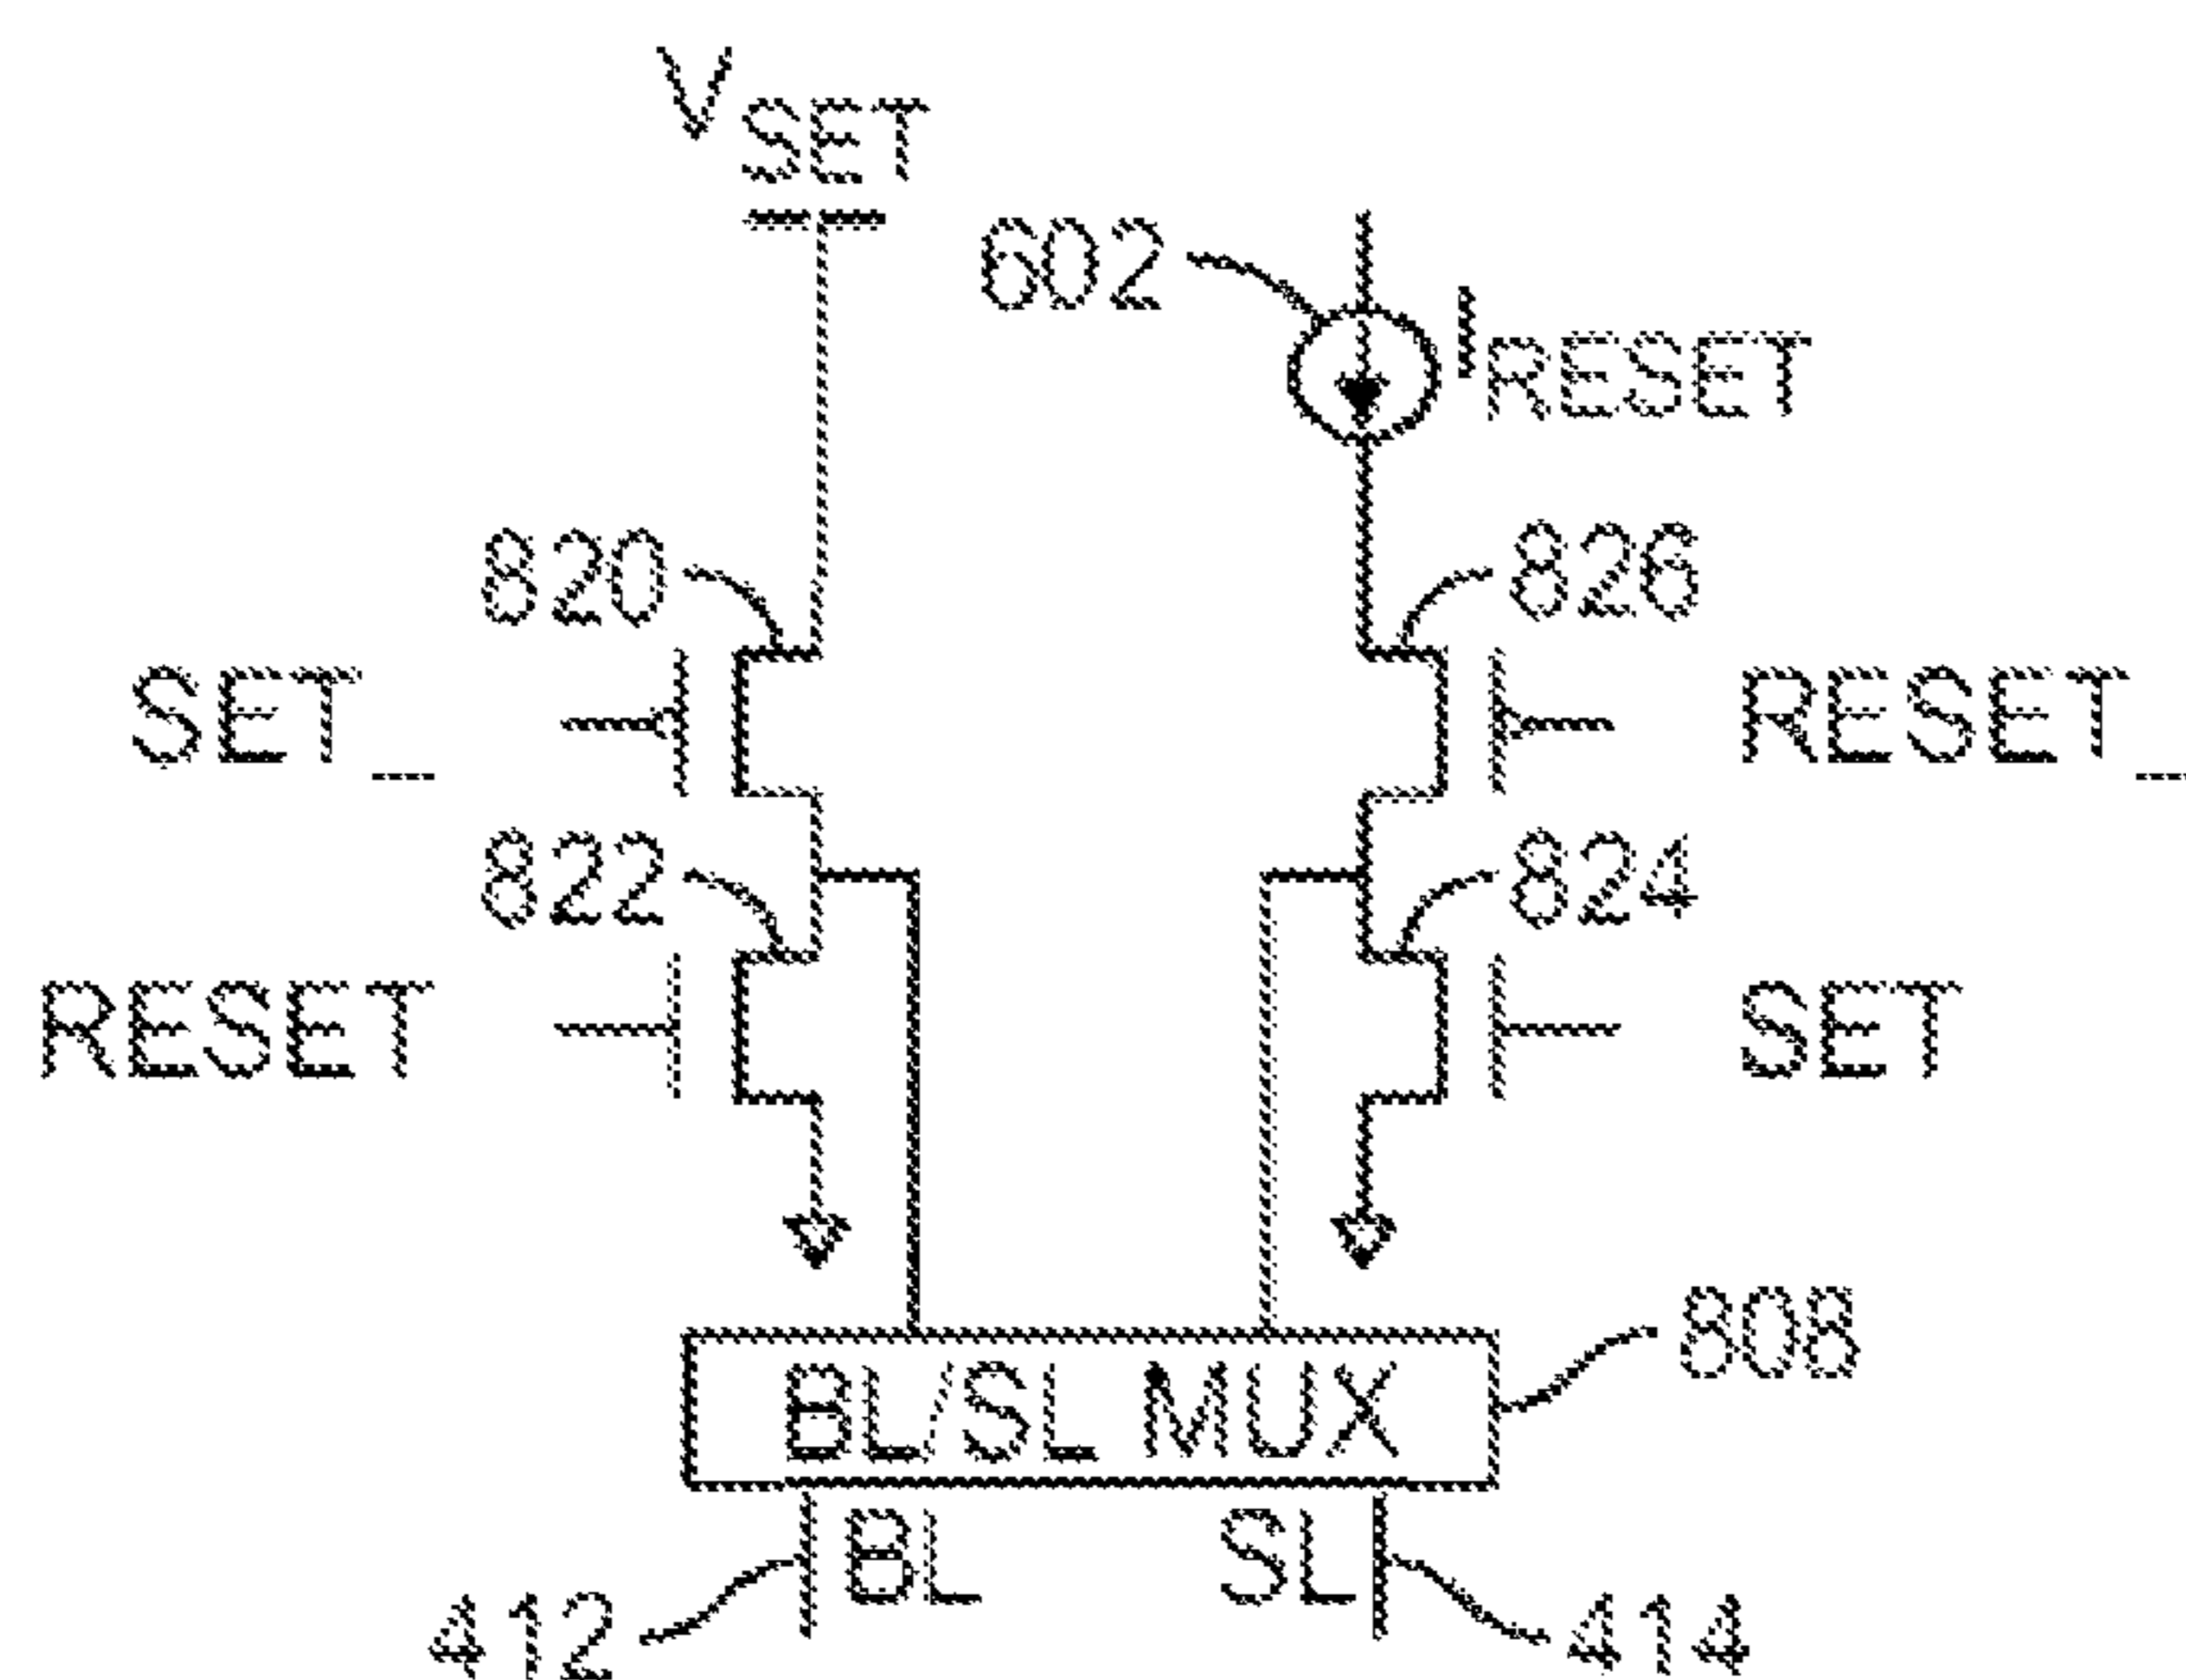 VSET
602
IRESET
820
826
SET_
RESET_
822
824
RESET
SET
808
BL/SL MUX
BL
SL
412
414